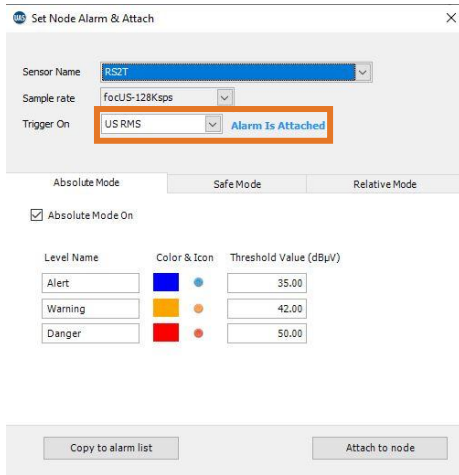 UAS Set Node Alarm & Attach
Sensor Name RS2T
Sample rate focUS-128Ksps
Trigger On US RMS Alarm Is Attached
Absolute Mode Safe Mode Relative Mode
Absolute Mode On
Level Name Color & Icon Threshold Value (dBµV)
Alert 35.00
Warning 42.00
Danger 50.00
Copy to alarm list Attach to node